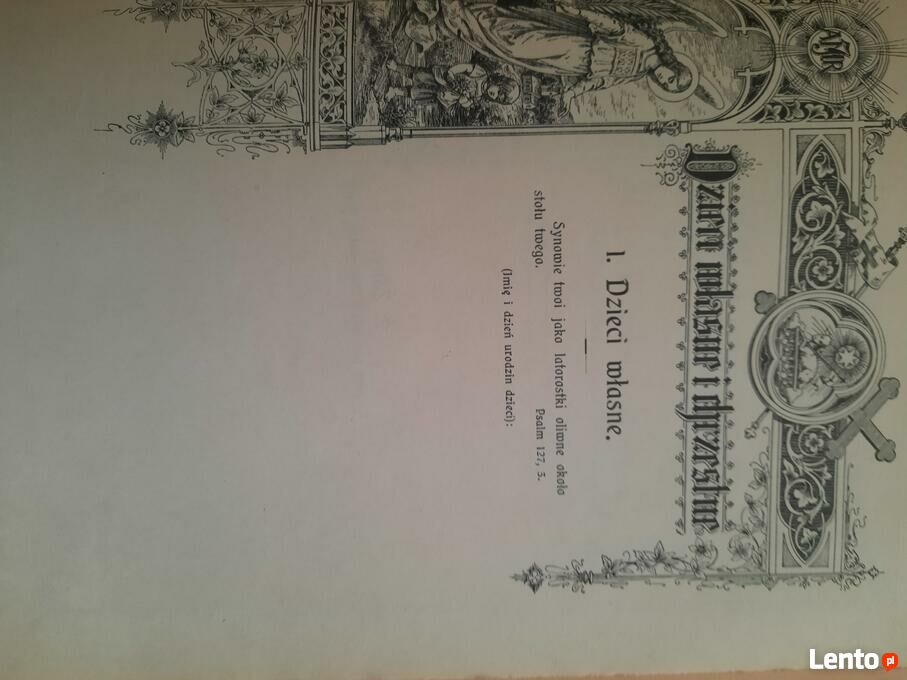 Dzieci własne i chrzestne
1. Dzieci własne.
Synowie twoi jako latorostki oliwne około
stołu twego.
Psalm 127, 3.
(Imię i dzień urodzin dzieci):
Lento.pl